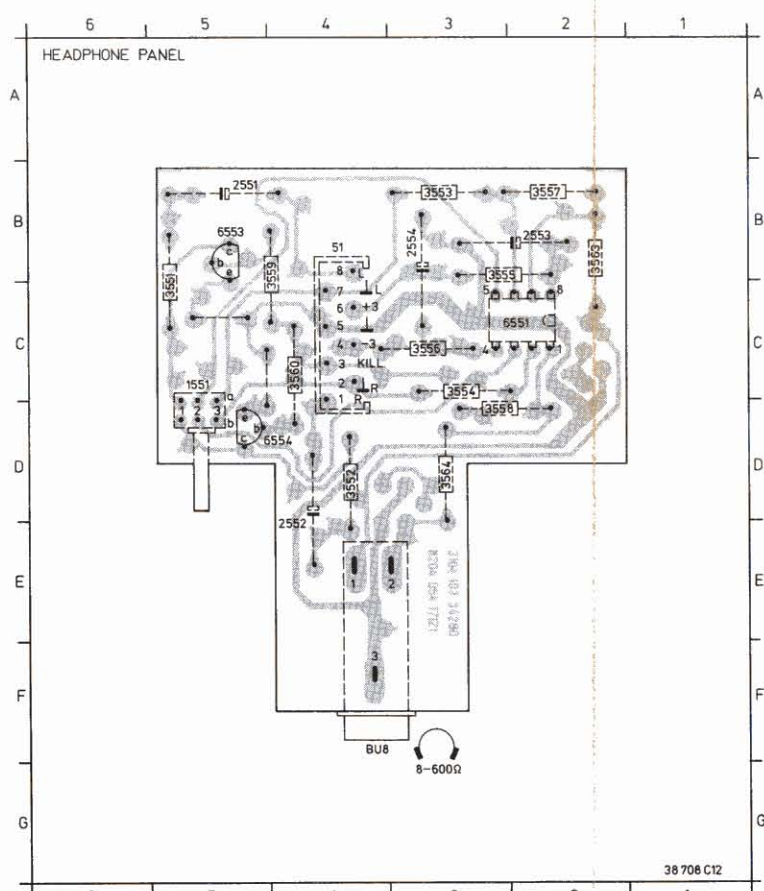 6 5 4 3 2 1
HEADPHONE PANEL
A A
2551 3553 3557
B B
6553 51 2554 2553 3563
c b e
3551 3559 8 L 3555
7 L
6 +3 5 8
5 6551
C C
4 -3 3556 4 1
3560 3 KILL
1551 a 2 R 3554
1 2 3 b 1 R 3558
e b c 6554
D D
3552 3564
2552
E E
1 2
3
F F
BU8
8-600Ω
G G
38 708 C12